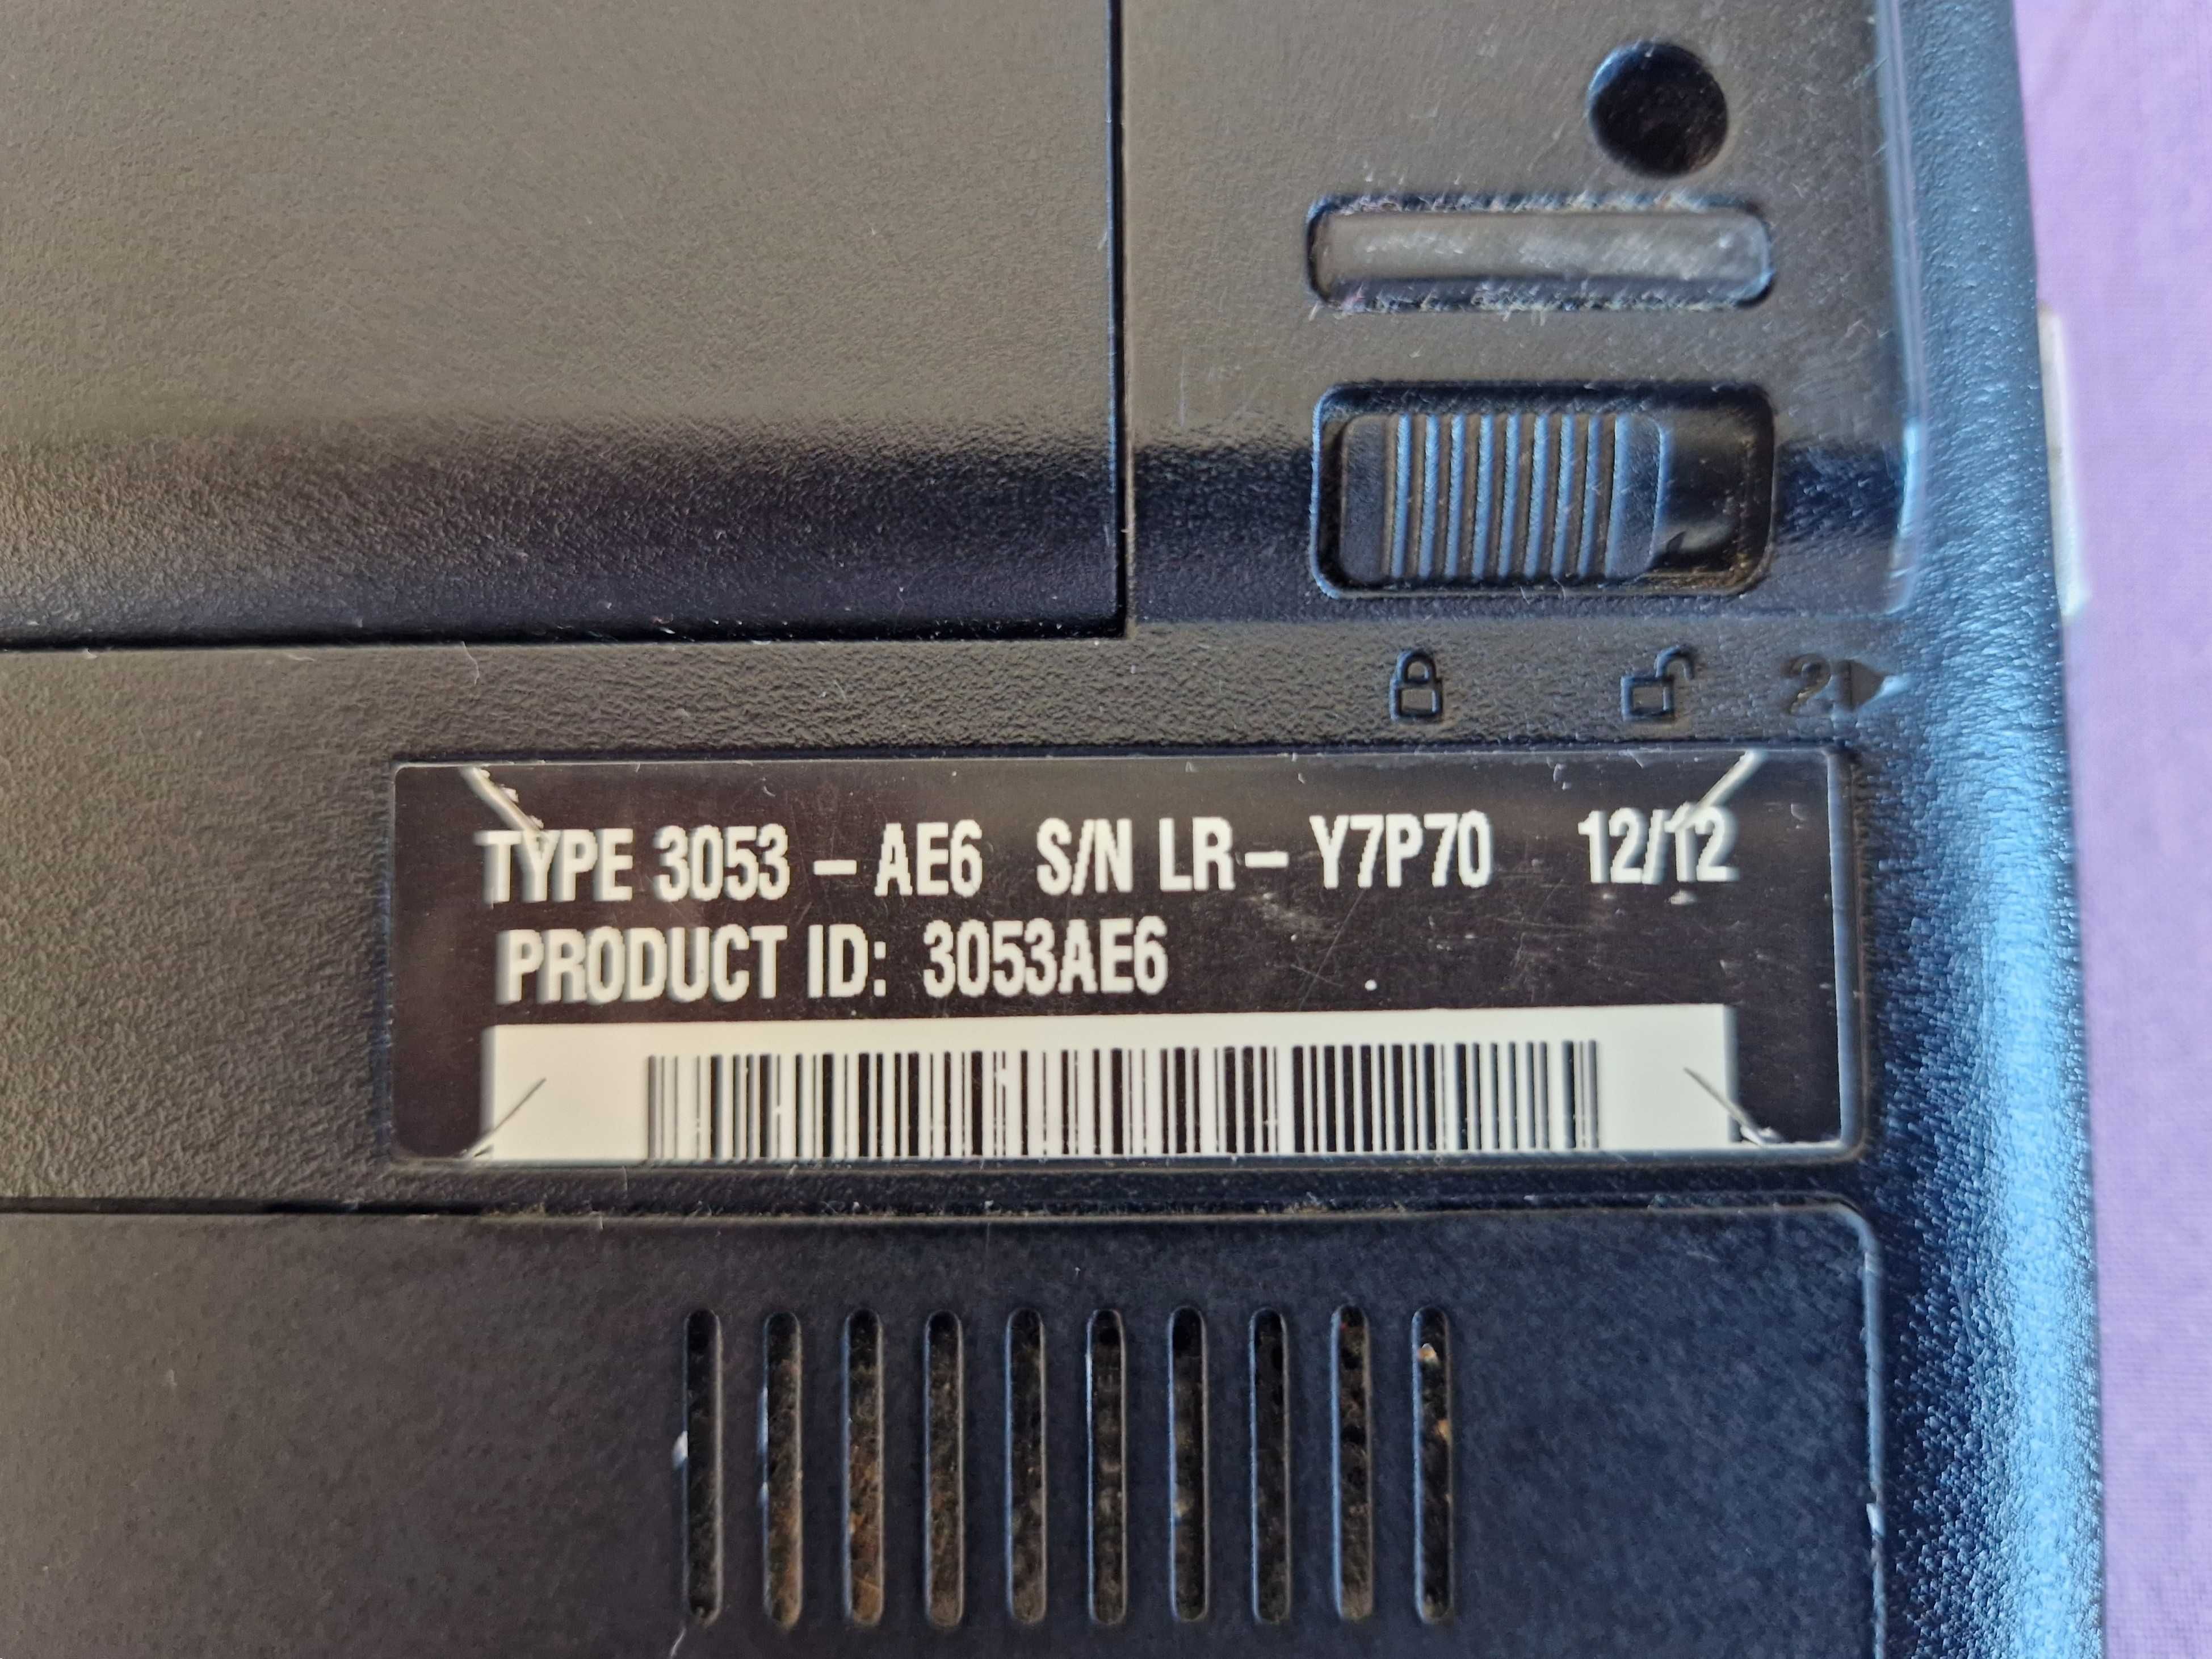 2
TYPE 3053 – AE6 S/N LR – Y7P70 12/12
PRODUCT ID: 3053AE6